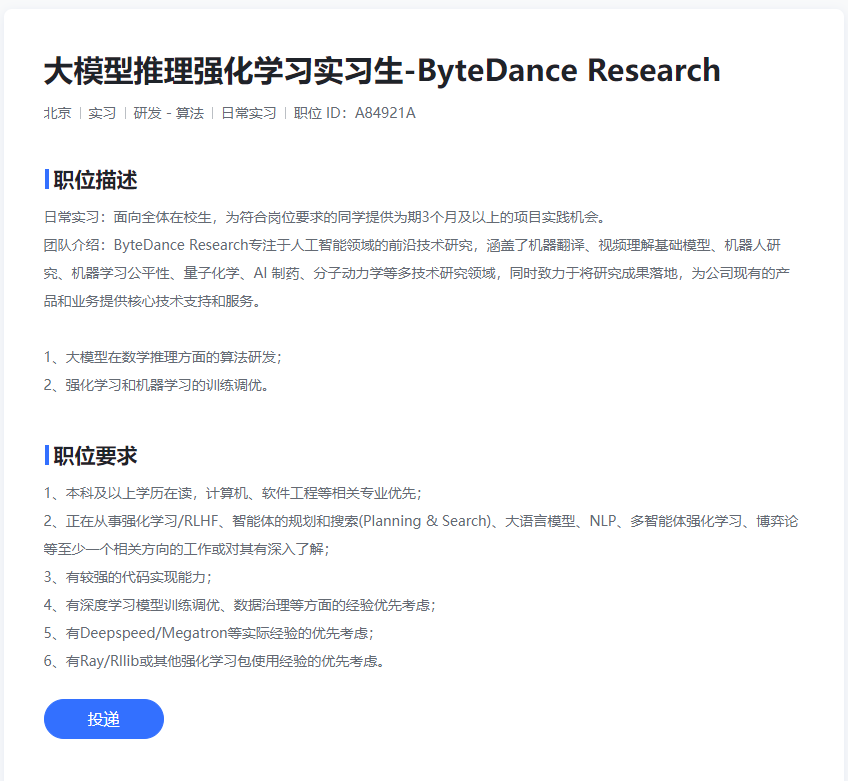 大模型推理强化学习实习生-ByteDance Research
北京 | 实习 | 研发 - 算法 | 日常实习 | 职位 ID：A84921A
职位描述
日常实习：面向全体在校生，为符合岗位要求的同学提供为期3个月及以上的项目实践机会。
团队介绍：ByteDance Research专注于人工智能领域的前沿技术研究，涵盖了机器翻译、视频理解基础模型、机器人研
究、机器学习公平性、量子化学、AI 制药、分子动力学等多技术研究领域，同时致力于将研究成果落地，为公司现有的产
品和业务提供核心技术支持和服务。
1、大模型在数学推理方面的算法研发；
2、强化学习和机器学习的训练调优。
职位要求
1、本科及以上学历在读，计算机、软件工程等相关专业优先；
2、正在从事强化学习/RLHF、智能体的规划和搜索(Planning & Search)、大语言模型、NLP、多智能体强化学习、博弈论
等至少一个相关方向的工作或对其有深入了解；
3、有较强的代码实现能力；
4、有深度学习模型训练调优、数据治理等方面的经验优先考虑；
5、有Deepspeed/Megatron等实际经验的优先考虑；
6、有Ray/Rllib或其他强化学习包使用经验的优先考虑。
投递